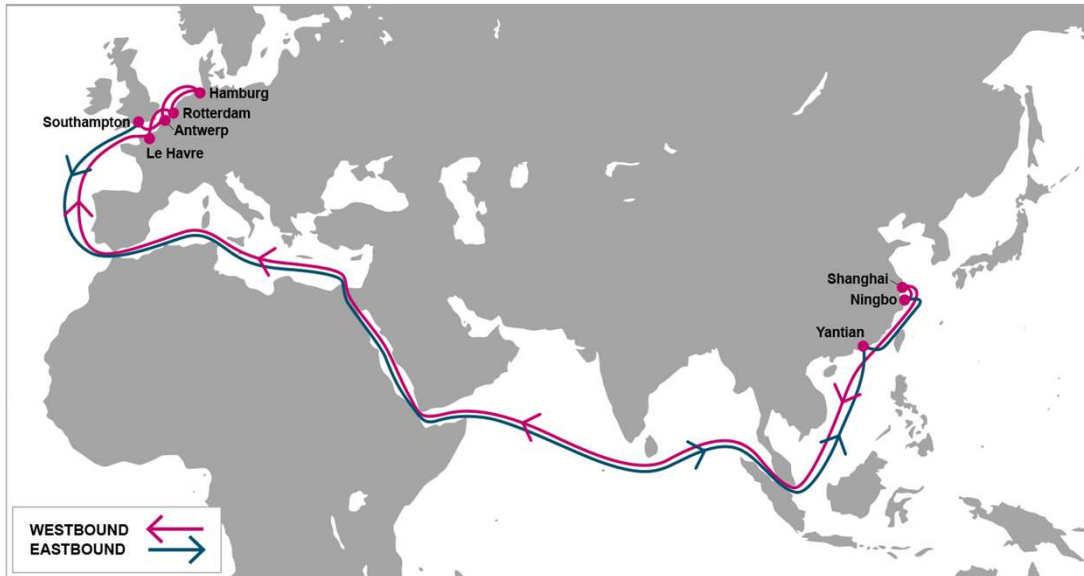 Hamburg
Rotterdam
Southampton
Antwerp
Le Havre
Shanghai
Ningbo
Yantian
WESTBOUND
EASTBOUND